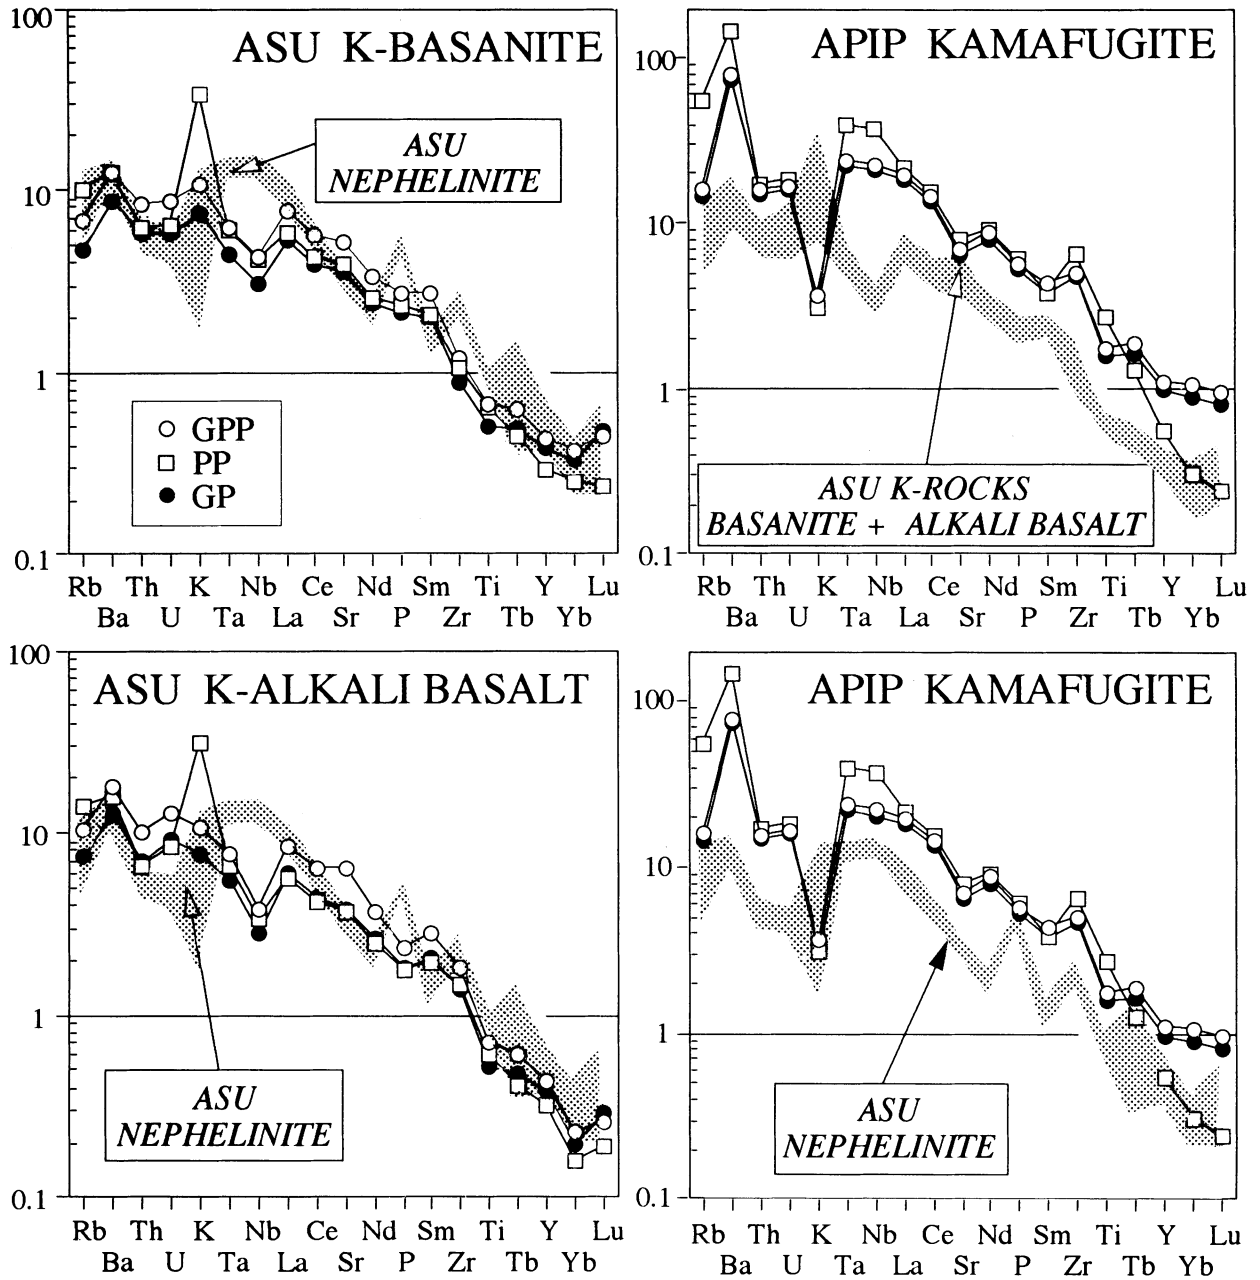 100
10
1
0.1
ASU K-BASANITE
ASU
NEPHELINITE
GPP
PP
GP
Rb Th K Nb Ce Nd Sm Ti Y Lu
Ba U Ta La Sr P Zr Tb Yb
100
10
1
0.1
APIP KAMAFUGITE
ASU K-ROCKS
BASANITE + ALKALI BASALT
Rb Th K Nb Ce Nd Sm Ti Y Lu
Ba U Ta La Sr P Zr Tb Yb
100
10
1
0.1
ASU K-ALKALI BASALT
ASU
NEPHELINITE
Rb Th K Nb Ce Nd Sm Ti Y Lu
Ba U Ta La Sr P Zr Tb Yb
100
10
1
0.1
APIP KAMAFUGITE
ASU
NEPHELINITE
Rb Th K Nb Ce Nd Sm Ti Y Lu
Ba U Ta La Sr P Zr Tb Yb